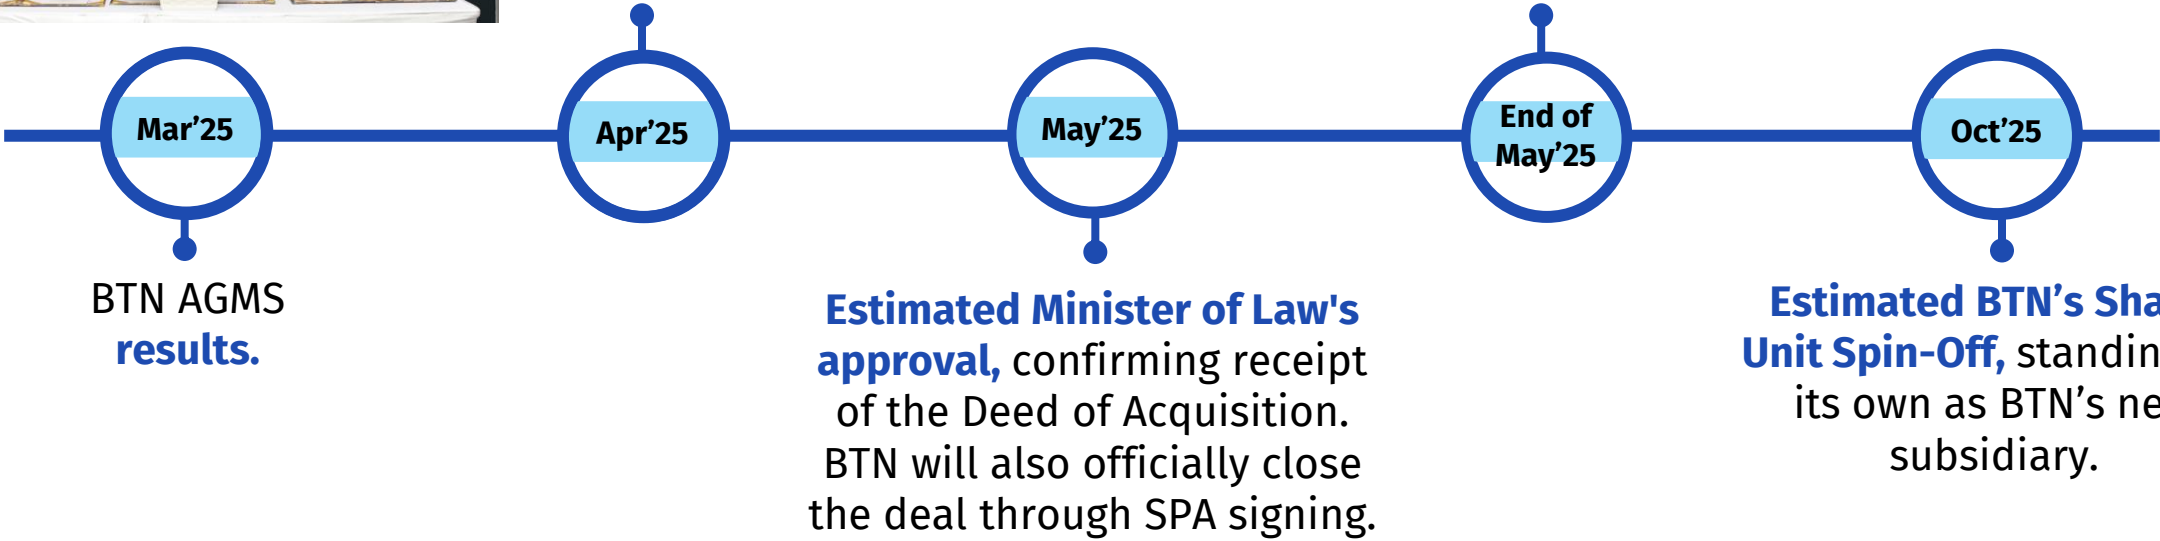 Mar’25
Apr’25
May’25
End of
May’25
Oct’25
BTN AGMS
results.
Estimated Minister of Law's
approval, confirming receipt
of the Deed of Acquisition.
BTN will also officially close
the deal through SPA signing.
Estimated BTN’s
Unit Spin-Off,
its own as BTN’s
subsidiary.